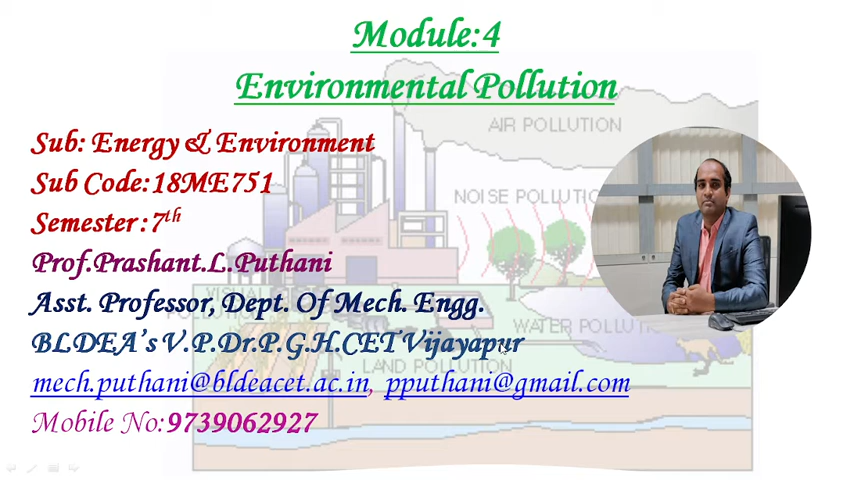 Module:4
Environmental Pollution
AIR POLLUTION
Sub: Energy & Environment
Sub Code:18ME751
NOISE POLLUTION
Semester:7th
Prof.Prashant.L.Puthani
Asst. Professor, Dept. Of Mech. Engg.
WATER
BLDEA's V.P.Dr.P.G.H.CET Vijayapur
LAND POLLUTION
mech.puthani@bldeacet.ac.in, pputhani@gmail.com
Mobile No:9739062927